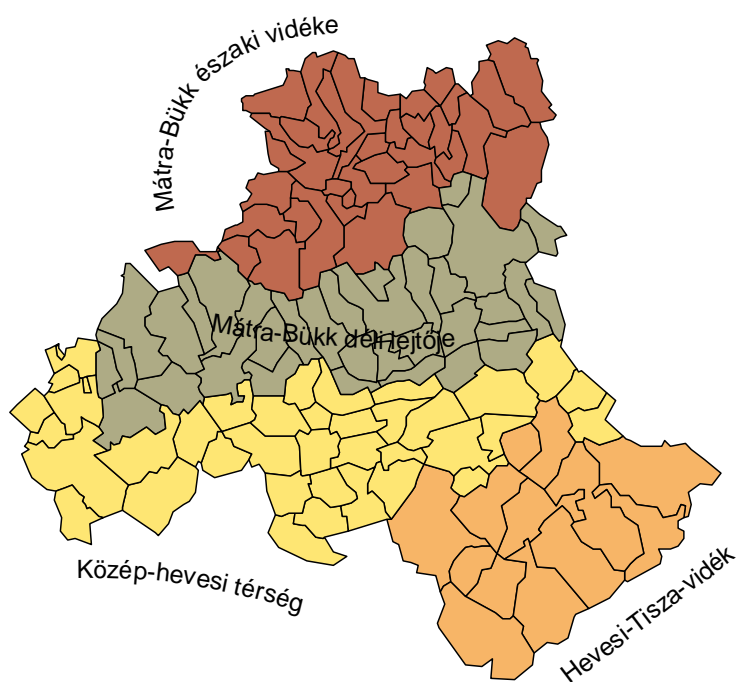 Mátra-Bükk északi vidéke
Mátra-Bükk déli lejtője
Közép-hevesi térség
Hevesi-Tisza-vidék